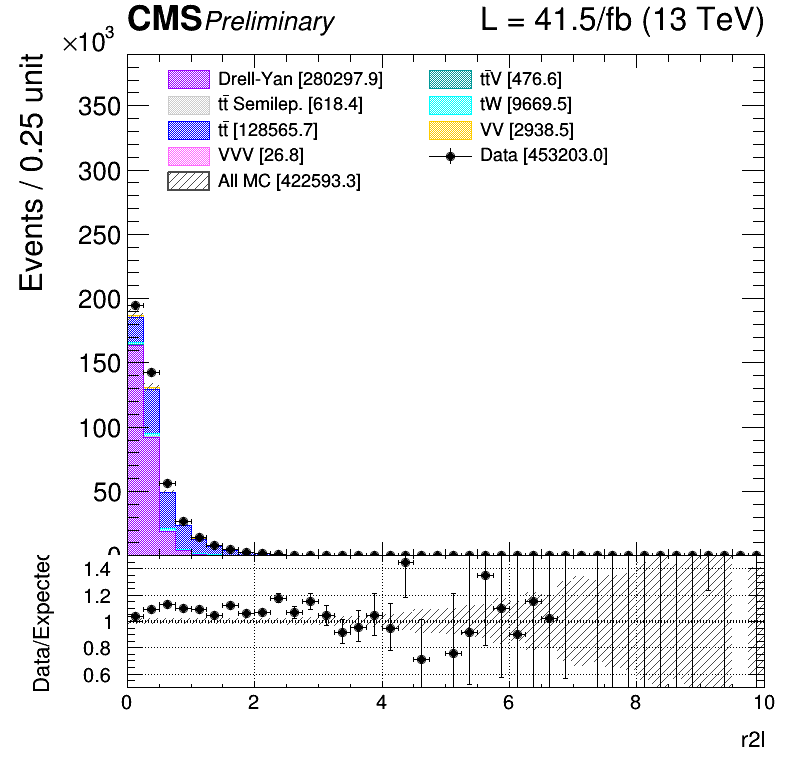 CMS Preliminary L = 41.5/fb (13 TeV)
×10³
Events / 0.25 unit
350
300
250
200
150
100
50
0
Drell-Yan [280297.9]
tt̄ Semilep. [618.4]
tt̄ [128565.7]
VVV [26.8]
All MC [422593.3]
tt̄V [476.6]
tW [9669.5]
VV [2938.5]
Data [453203.0]
Data/Expected
1.4
1.2
1
0.8
0.6
0 2 4 6 8 10
r2l